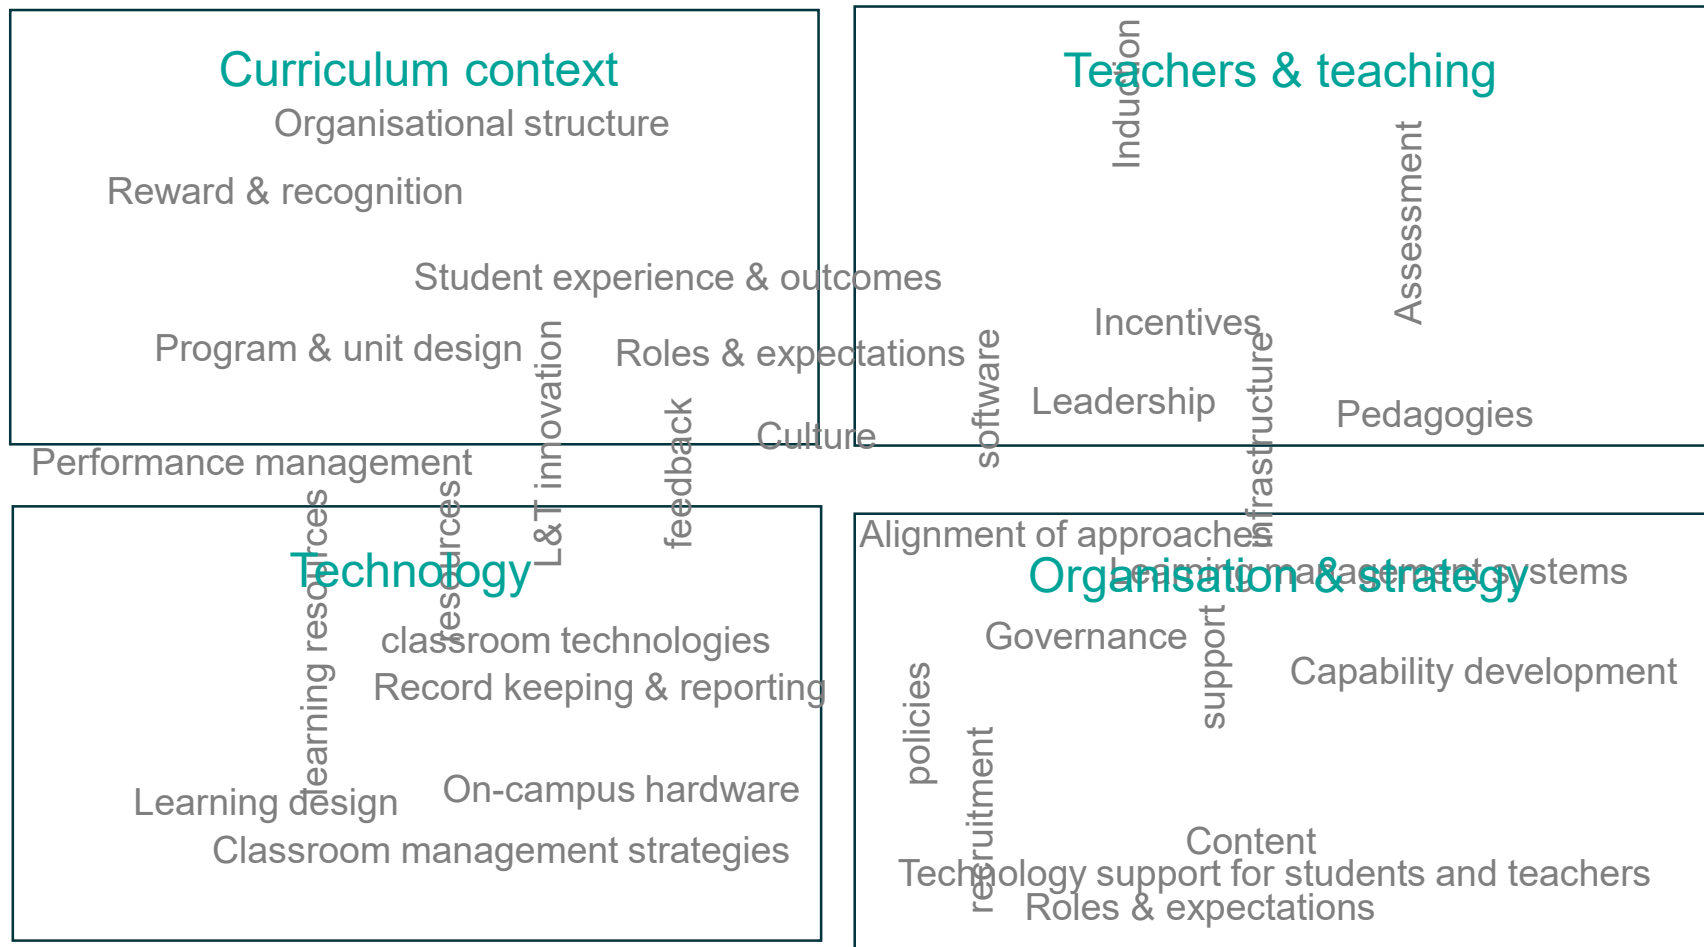 Curriculum context
Organisational structure
Reward & recognition
Student experience & outcomes
Program & unit design
Roles & expectations
L&T innovation
feedback
Culture
Performance management
Teachers & teaching
Induction
Assessment
Incentives
software
Leadership
infrastructure
Pedagogies
learning resources
resources
Technology
classroom technologies
Record keeping & reporting
Learning design
On-campus hardware
Classroom management strategies
Alignment of approaches
Learning management systems
Organisation & strategy
Governance
support
Capability development
policies
recruitment
Content
Technology support for students and teachers
Roles & expectations